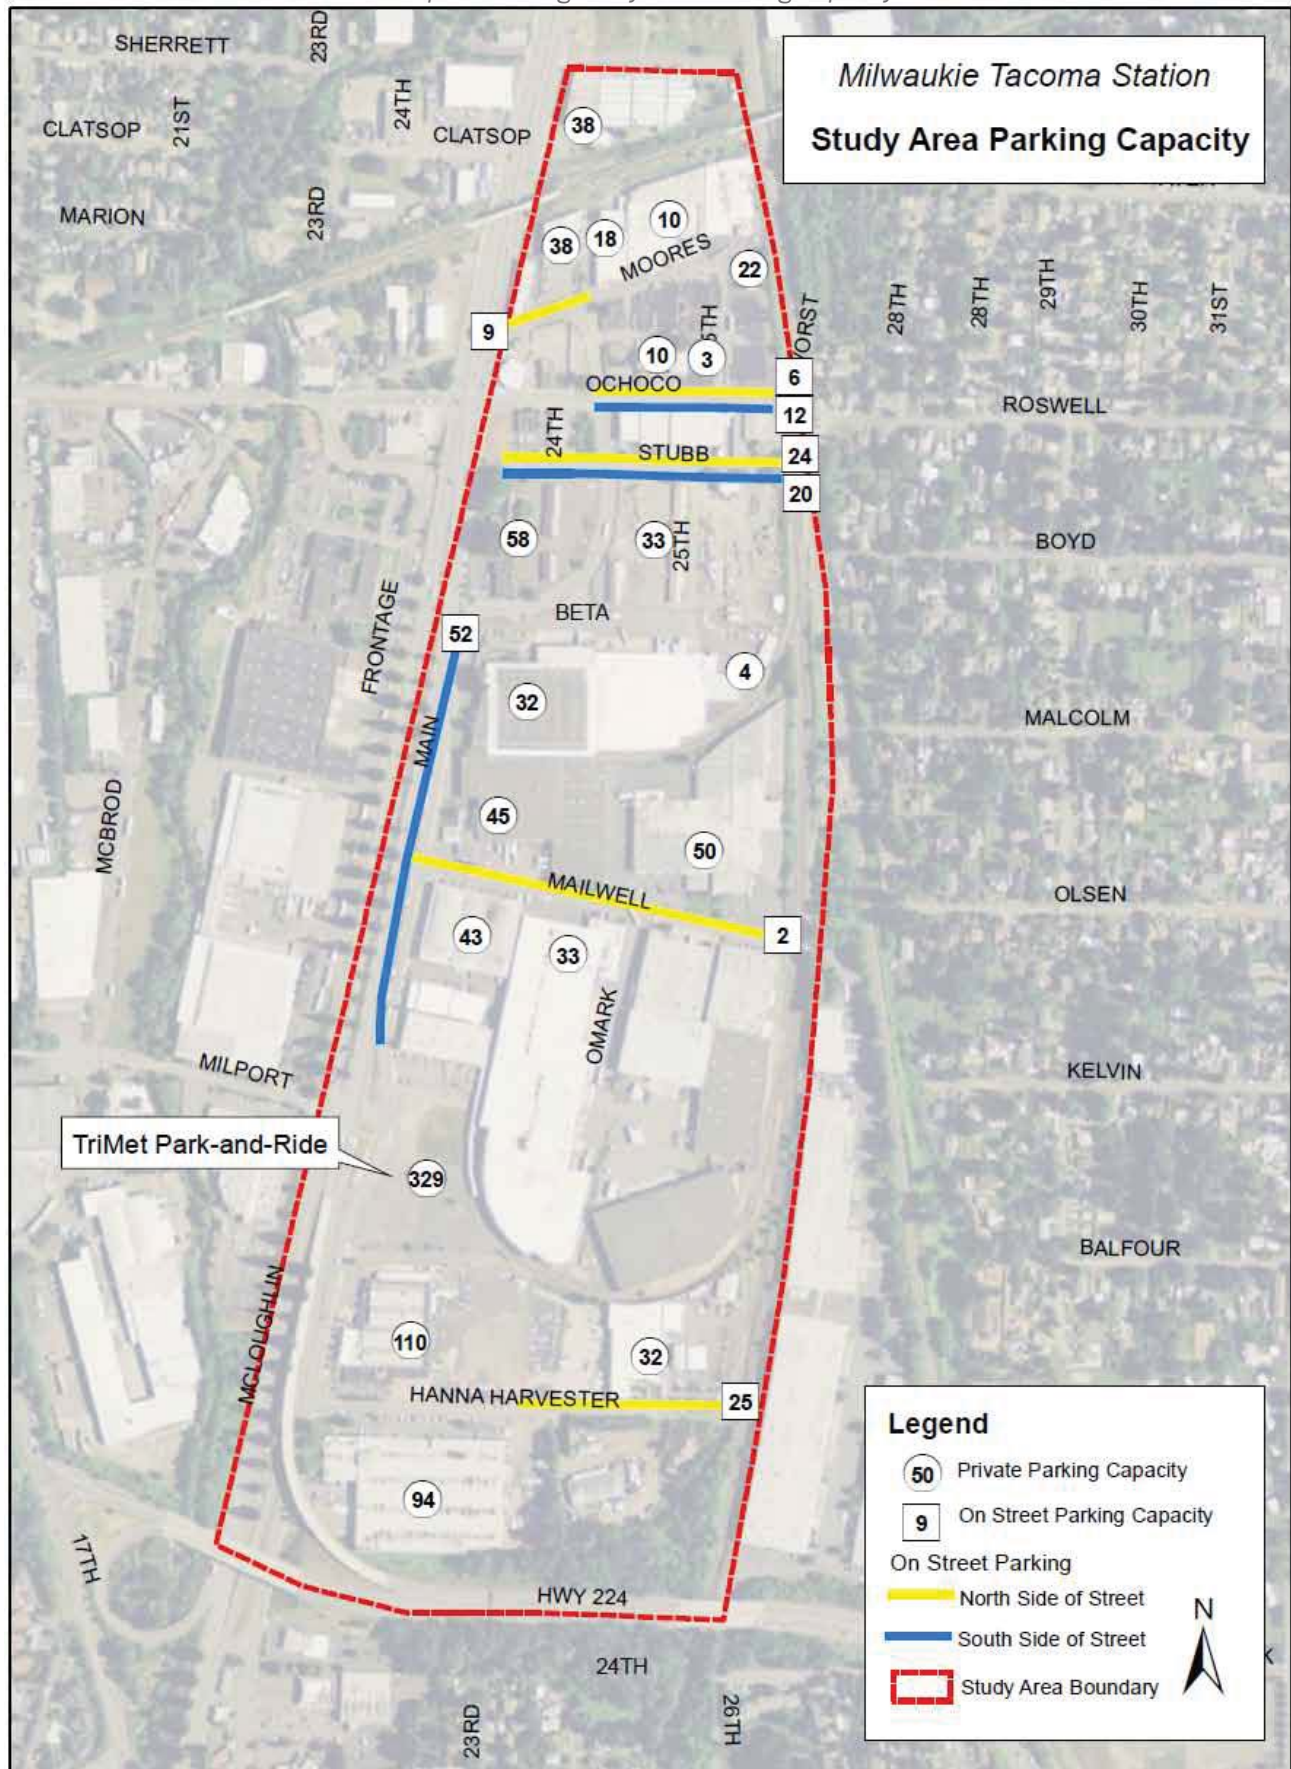 SHERRETT
23RD
Milwaukie Tacoma Station
Study Area Parking Capacity
CLATSOP
21ST
24TH
CLATSOP
38
MARION
23RD
38
18
10
MOORES
22
28TH
28TH
29TH
30TH
31ST
9
10
3
6
OCHOCO
12
ROSWELL
24TH
STUBB
24
20
58
33
25TH
BOYD
BETA
FRONTAGE
52
4
32
MAIN
MALCOLM
MCBROD
45
50
MAILWELL
OLSEN
43
33
2
OMARK
MILPORT
KELVIN
TriMet Park-and-Ride
329
BALFOUR
MCLOUGHLIN
110
32
HANNA HARVESTER
25
94
17TH
HWY 224
24TH
23RD
26TH
Legend
50 Private Parking Capacity
9 On Street Parking Capacity
On Street Parking
North Side of Street
N
South Side of Street
Study Area Boundary